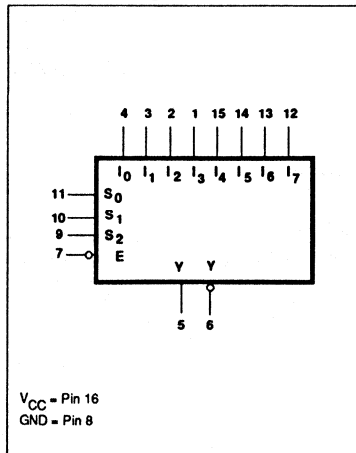 4 3 2 1 15 14 13 12
I0 I1 I2 I3 I4 I5 I6 I7
11 S0
10 S1
9 S2
7 E
Y Y
5 6
VCC = Pin 16
GND = Pin 8